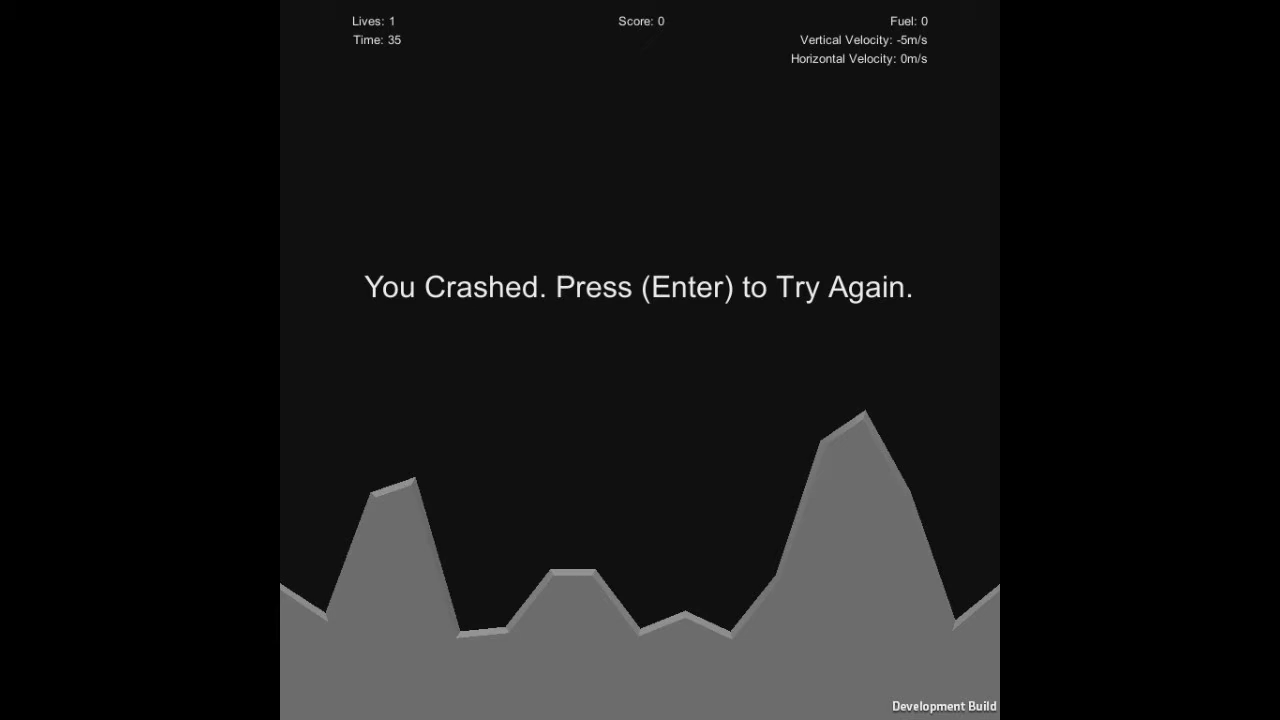 Lives: 1
Score: 0
Fuel: 0
Time: 35
Vertical Velocity: -5m/s
Horizontal Velocity: 0m/s
You Crashed. Press (Enter) to Try Again.
Development Build